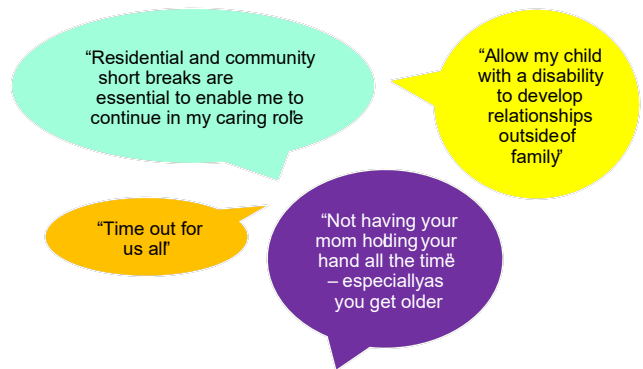 “Residential and community
short breaks are
essential to enable me to
continue in my caring role”
“Allow my child
with a disability
to develop
relationships
outside of
family”
“Time out for
us all”
“Not having your
mom holding your
hand all the time”
– especially as
you get older